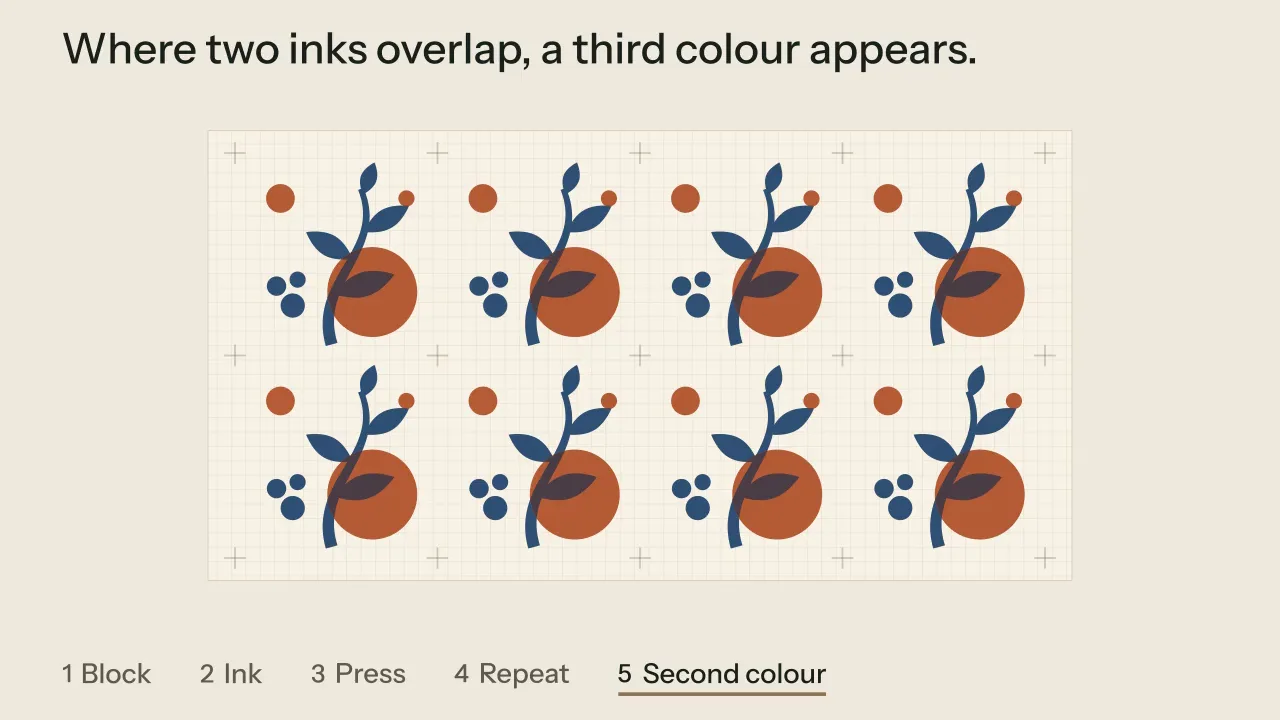 Where two inks overlap, a third colour appears.
1 Block 2 Ink 3 Press 4 Repeat 5 Second colour